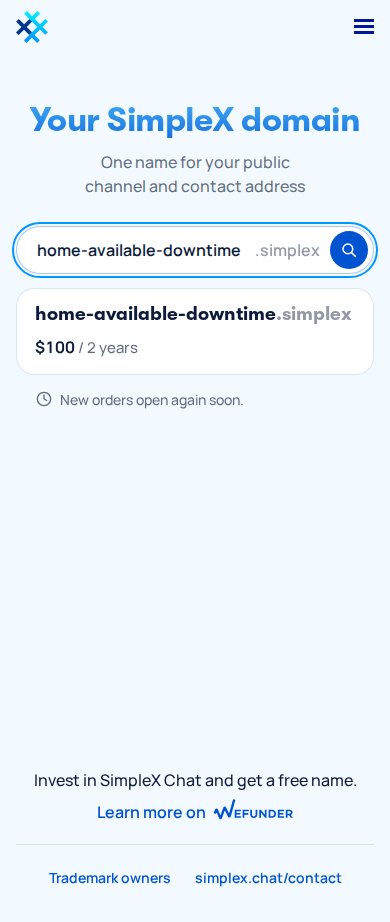 Your SimpleX domain
One name for your public
channel and contact address
home-available-downtime .simplex
home-available-downtime.simplex
$100 / 2 years
New orders open again soon.
Invest in SimpleX Chat and get a free name.
Learn more on WEFUNDER
Trademark owners simplex.chat/contact